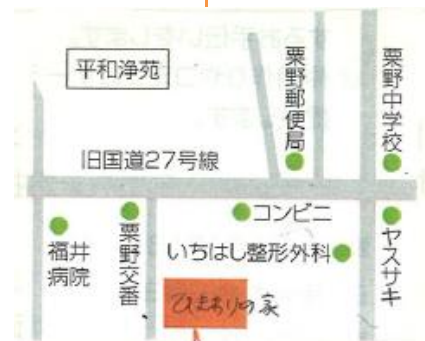 平和浄苑
粟野郵便局
粟野中学校
旧国道27号線
コンビニ
福井
病院
粟野交番
いちはし整形外科
ヤスサキ
ひまわりの家